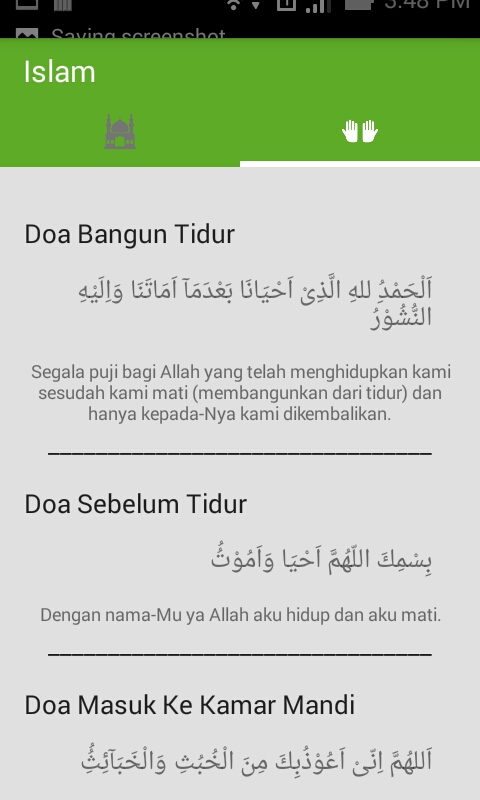 3:48 PM
Saving screenshot
Islam
Doa Bangun Tidur
اَلْحَمْدُِ للهِ الَّذِىْ اَحْيَانَا بَعْدَمَآ اَمَاتَنَا وَاِلَيْهِ
النُّشُوْرُ
Segala puji bagi Allah yang telah menghidupkan kami
sesudah kami mati (membangunkan dari tidur) dan
hanya kepada-Nya kami dikembalikan.
Doa Sebelum Tidur
بِسْمِكَ اللّهُمَّ اَحْيَا وَاَمُوْتُُ
Dengan nama-Mu ya Allah aku hidup dan aku mati.
Doa Masuk Ke Kamar Mandi
اَللهُمَّ اِنّىْ اَعُوْذُبِكَ مِنَ الْخُبُثِ وَالْخَبَآئِثُِ